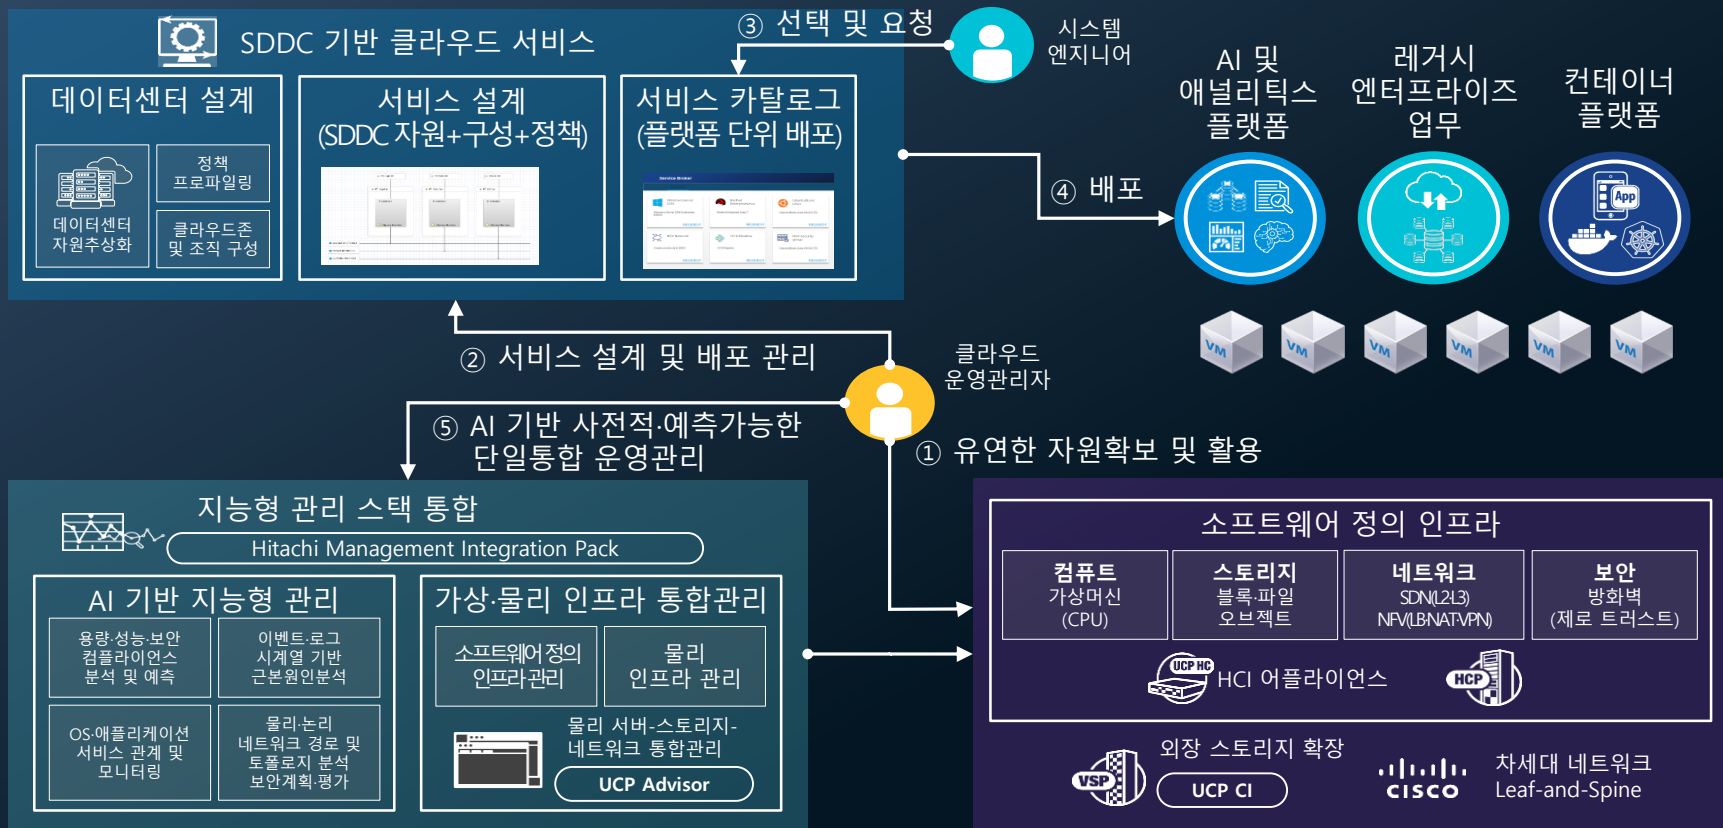 SDDC 기반 클라우드 서비스
데이터센터 설계
데이터센터
자원추상화
정책
프로파일링
클라우드존
및 조직 구성
서비스 설계
(SDDC 자원+구성+정책)
서비스 카탈로그
(플랫폼 단위 배포)
Service Broker
③ 선택 및 요청
시스템
엔지니어
④ 배포
AI 및
애널리틱스
플랫폼
레거시
엔터프라이즈
업무
컨테이너
플랫폼
App
VM
VM
VM
VM
VM
VM
② 서비스 설계 및 배포 관리
클라우드
운영관리자
⑤ AI 기반 사전적·예측가능한
단일통합 운영관리
① 유연한 자원확보 및 활용
지능형 관리 스택 통합
Hitachi Management Integration Pack
AI 기반 지능형 관리
용량·성능·보안
컴플라이언스
분석 및 예측
이벤트·로그
시계열 기반
근본원인분석
OS·애플리케이션
서비스 관계 및
모니터링
물리·논리
네트워크 경로 및
토폴로지 분석
보안계획·평가
가상·물리 인프라 통합관리
소프트웨어 정의
인프라 관리
물리
인프라 관리
물리 서버-스토리지-
네트워크 통합관리
UCP Advisor
소프트웨어 정의 인프라
컴퓨트
가상머신
(CPU)
스토리지
블록·파일
오브젝트
네트워크
SDN(L2·L3)
NFV(LB·NAT·VPN)
보안
방화벽
(제로 트러스트)
UCP HC
HCI 어플라이언스
HCP
VSP
외장 스토리지 확장
UCP CI
CISCO
차세대 네트워크
Leaf-and-Spine